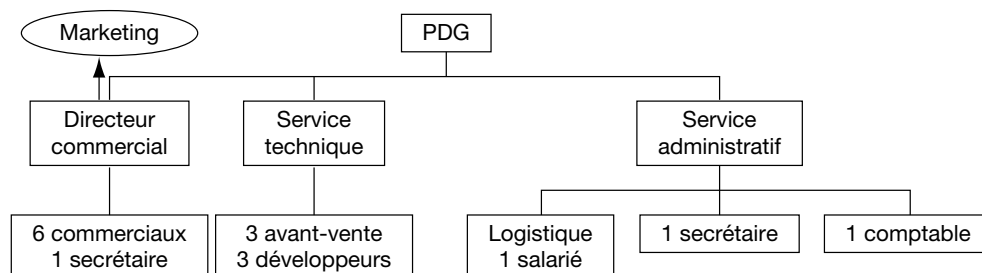 Marketing
PDG
Directeur
commercial
Service
technique
Service
administratif
6 commerciaux
1 secrétaire
3 avant-vente
3 développeurs
Logistique
1 salarié
1 secrétaire
1 comptable